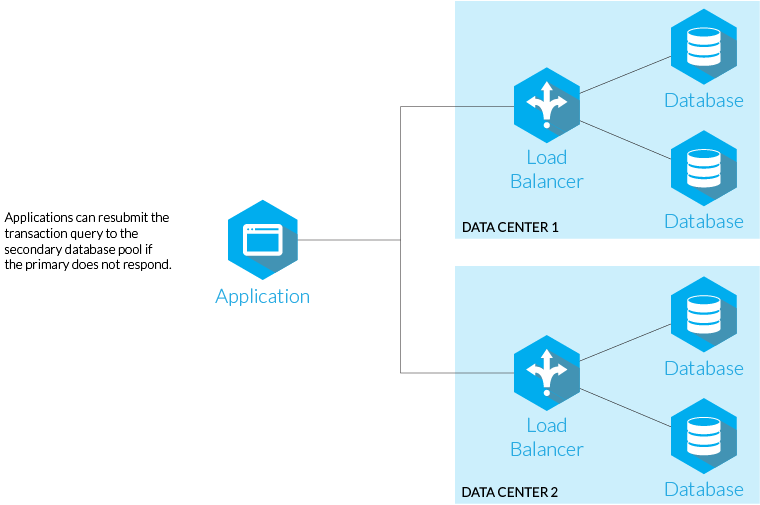 Database
Load
Balancer
Database
DATA CENTER 1
Applications can resubmit the
transaction query to the
secondary database pool if
the primary does not respond.
Application
Database
Load
Balancer
Database
DATA CENTER 2